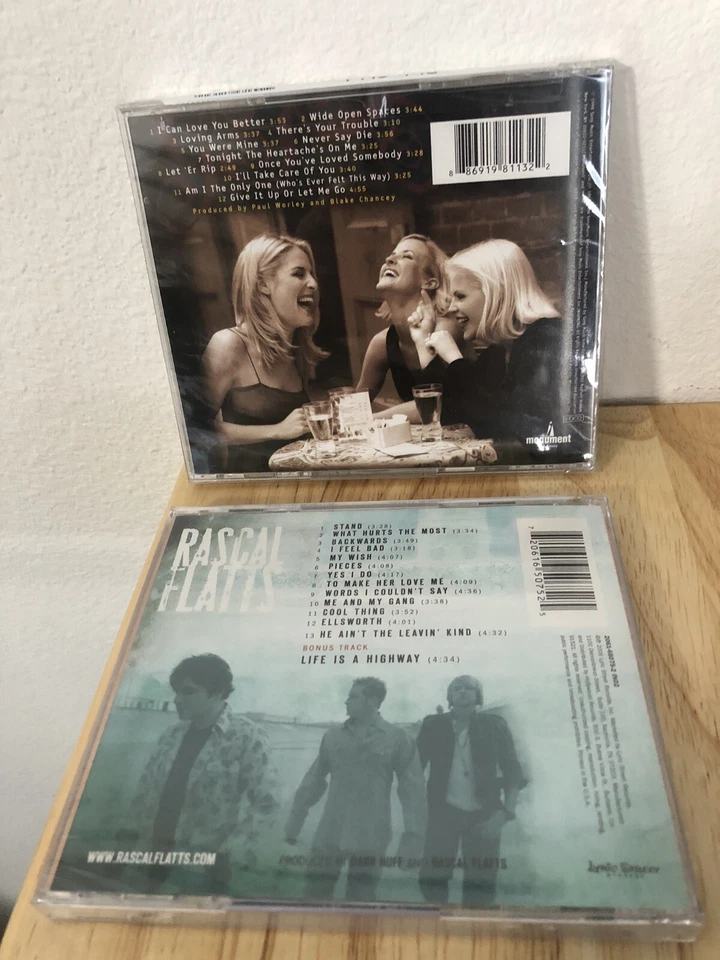 1 I Can Love You Better 3:53 2 Wide Open Spaces 3:44
3 Loving Arms 3:37 4 There's Your Trouble 3:10
5 You Were Mine 3:37 6 Never Say Die 3:56
7 Tonight The Heartache's On Me 3:25
8 Let 'Er Rip 2:49 9 Once You've Loved Somebody 3:28
10 I'll Take Care Of You 3:40
11 Am I The Only One (Who's Ever Felt This Way) 3:25
12 Give It Up Or Let Me Go 4:55
Produced by Paul Worley and Blake Chancey
8 86919 81132 2
monument
RASCAL
FLATTS
1 STAND (3:28)
2 WHAT HURTS THE MOST (3:34)
3 BACKWARDS (3:49)
4 I FEEL BAD (3:18)
5 MY WISH (4:07)
6 PIECES (4:08)
7 YES I DO (4:17)
8 TO MAKE HER LOVE ME (4:09)
9 WORDS I COULDN'T SAY (4:36)
10 ME AND MY GANG (3:38)
11 COOL THING (3:52)
12 ELLSWORTH (4:01)
13 HE AIN'T THE LEAVIN' KIND (4:32)
BONUS TRACK
LIFE IS A HIGHWAY (4:34)
7 20616 50752 5
WWW.RASCALFLATTS.COM
PRODUCED BY DANN HUFF AND RASCAL FLATTS
Lyric Street
RECORDS